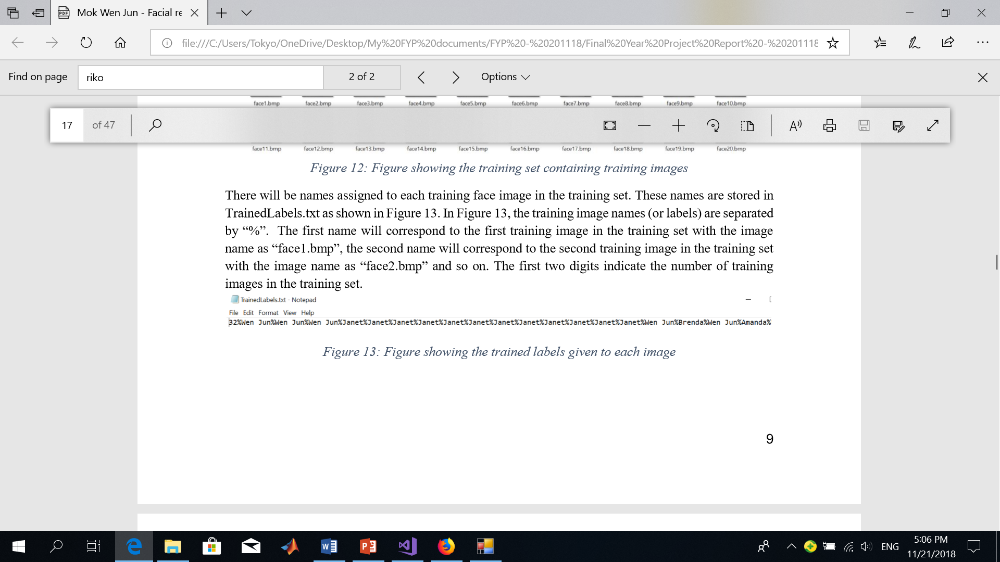 Mok Wen Jun - Facial re
file:///C:/Users/Tokyo/OneDrive/Desktop/My%20FYP%20documents/FYP%20-%20201118/Final%20Year%20Project%20Report%20-%20201118
Find on page riko 2 of 2 Options
face1.bmp face2.bmp face3.bmp face4.bmp face5.bmp face6.bmp face7.bmp face8.bmp face9.bmp face10.bmp
17 of 47
face11.bmp face12.bmp face13.bmp face14.bmp face15.bmp face16.bmp face17.bmp face18.bmp face19.bmp face20.bmp
Figure 12: Figure showing the training set containing training images
There will be names assigned to each training face image in the training set. These names are stored in
TrainedLabels.txt as shown in Figure 13. In Figure 13, the training image names (or labels) are separated
by “%”. The first name will correspond to the first training image in the training set with the image
name as “face1.bmp”, the second name will correspond to the second training image in the training set
with the image name as “face2.bmp” and so on. The first two digits indicate the number of training
images in the training set.
TrainedLabels.txt - Notepad
File Edit Format View Help
32%Wen Jun%Wen Jun%Wen Jun%Janet%Janet%Janet%Janet%Janet%Janet%Janet%Janet%Janet%Janet%Janet%Janet%Wen Jun%Brenda%Wen Jun%Amanda%
Figure 13: Figure showing the trained labels given to each image
9
ENG
5:06 PM
11/21/2018